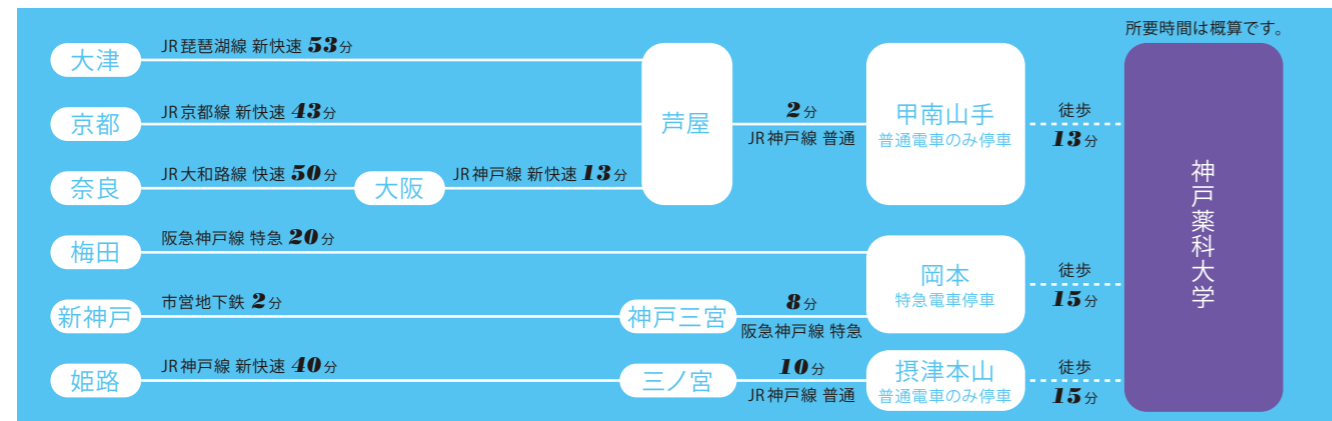 所要時間は概算です。
大津
JR琵琶湖線 新快速 53分
京都
JR京都線 新快速 43分
奈良
JR大和路線 快速 50分
大阪
JR神戸線 新快速 13分
芦屋
2分
JR神戸線 普通
甲南山手
普通電車のみ停車
徒歩
13分
梅田
阪急神戸線 特急 20分
新神戸
市営地下鉄 2分
神戸三宮
8分
阪急神戸線 特急
岡本
特急電車停車
徒歩
15分
姫路
JR神戸線 新快速 40分
三ノ宮
10分
JR神戸線 普通
摂津本山
普通電車のみ停車
徒歩
15分
神戸薬科大学